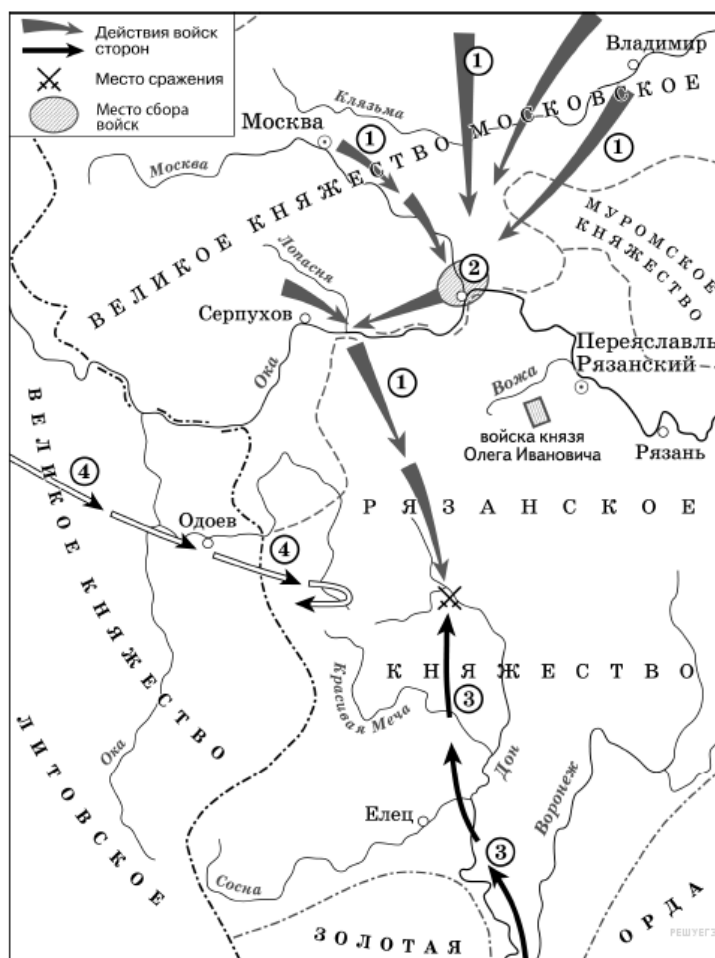 Действия войск
сторон
Место сражения
Место сбора
войск
1
Владимир
Клязьма
ВЕЛИКОЕ КНЯЖЕСТВО МОСКОВСКОЕ
Москва
1
1
Москва
МУРОМСКОЕ
КНЯЖЕСТВО
Лопасня
2
Серпухов
Ока
Переяславль
Рязанский
1
Вожа
войска князя
Олега Ивановича
Рязань
ВЕЛИКОЕ КНЯЖЕСТВО
ЛИТОВСКОЕ
4
Одоев
4
РЯЗАНСКОЕ
КНЯЖЕСТВО
Красивая Меча
3
Ока
Дон
Воронеж
Елец
3
Сосна
ЗОЛОТАЯ
ОРДА
РЕШУЕГЭ